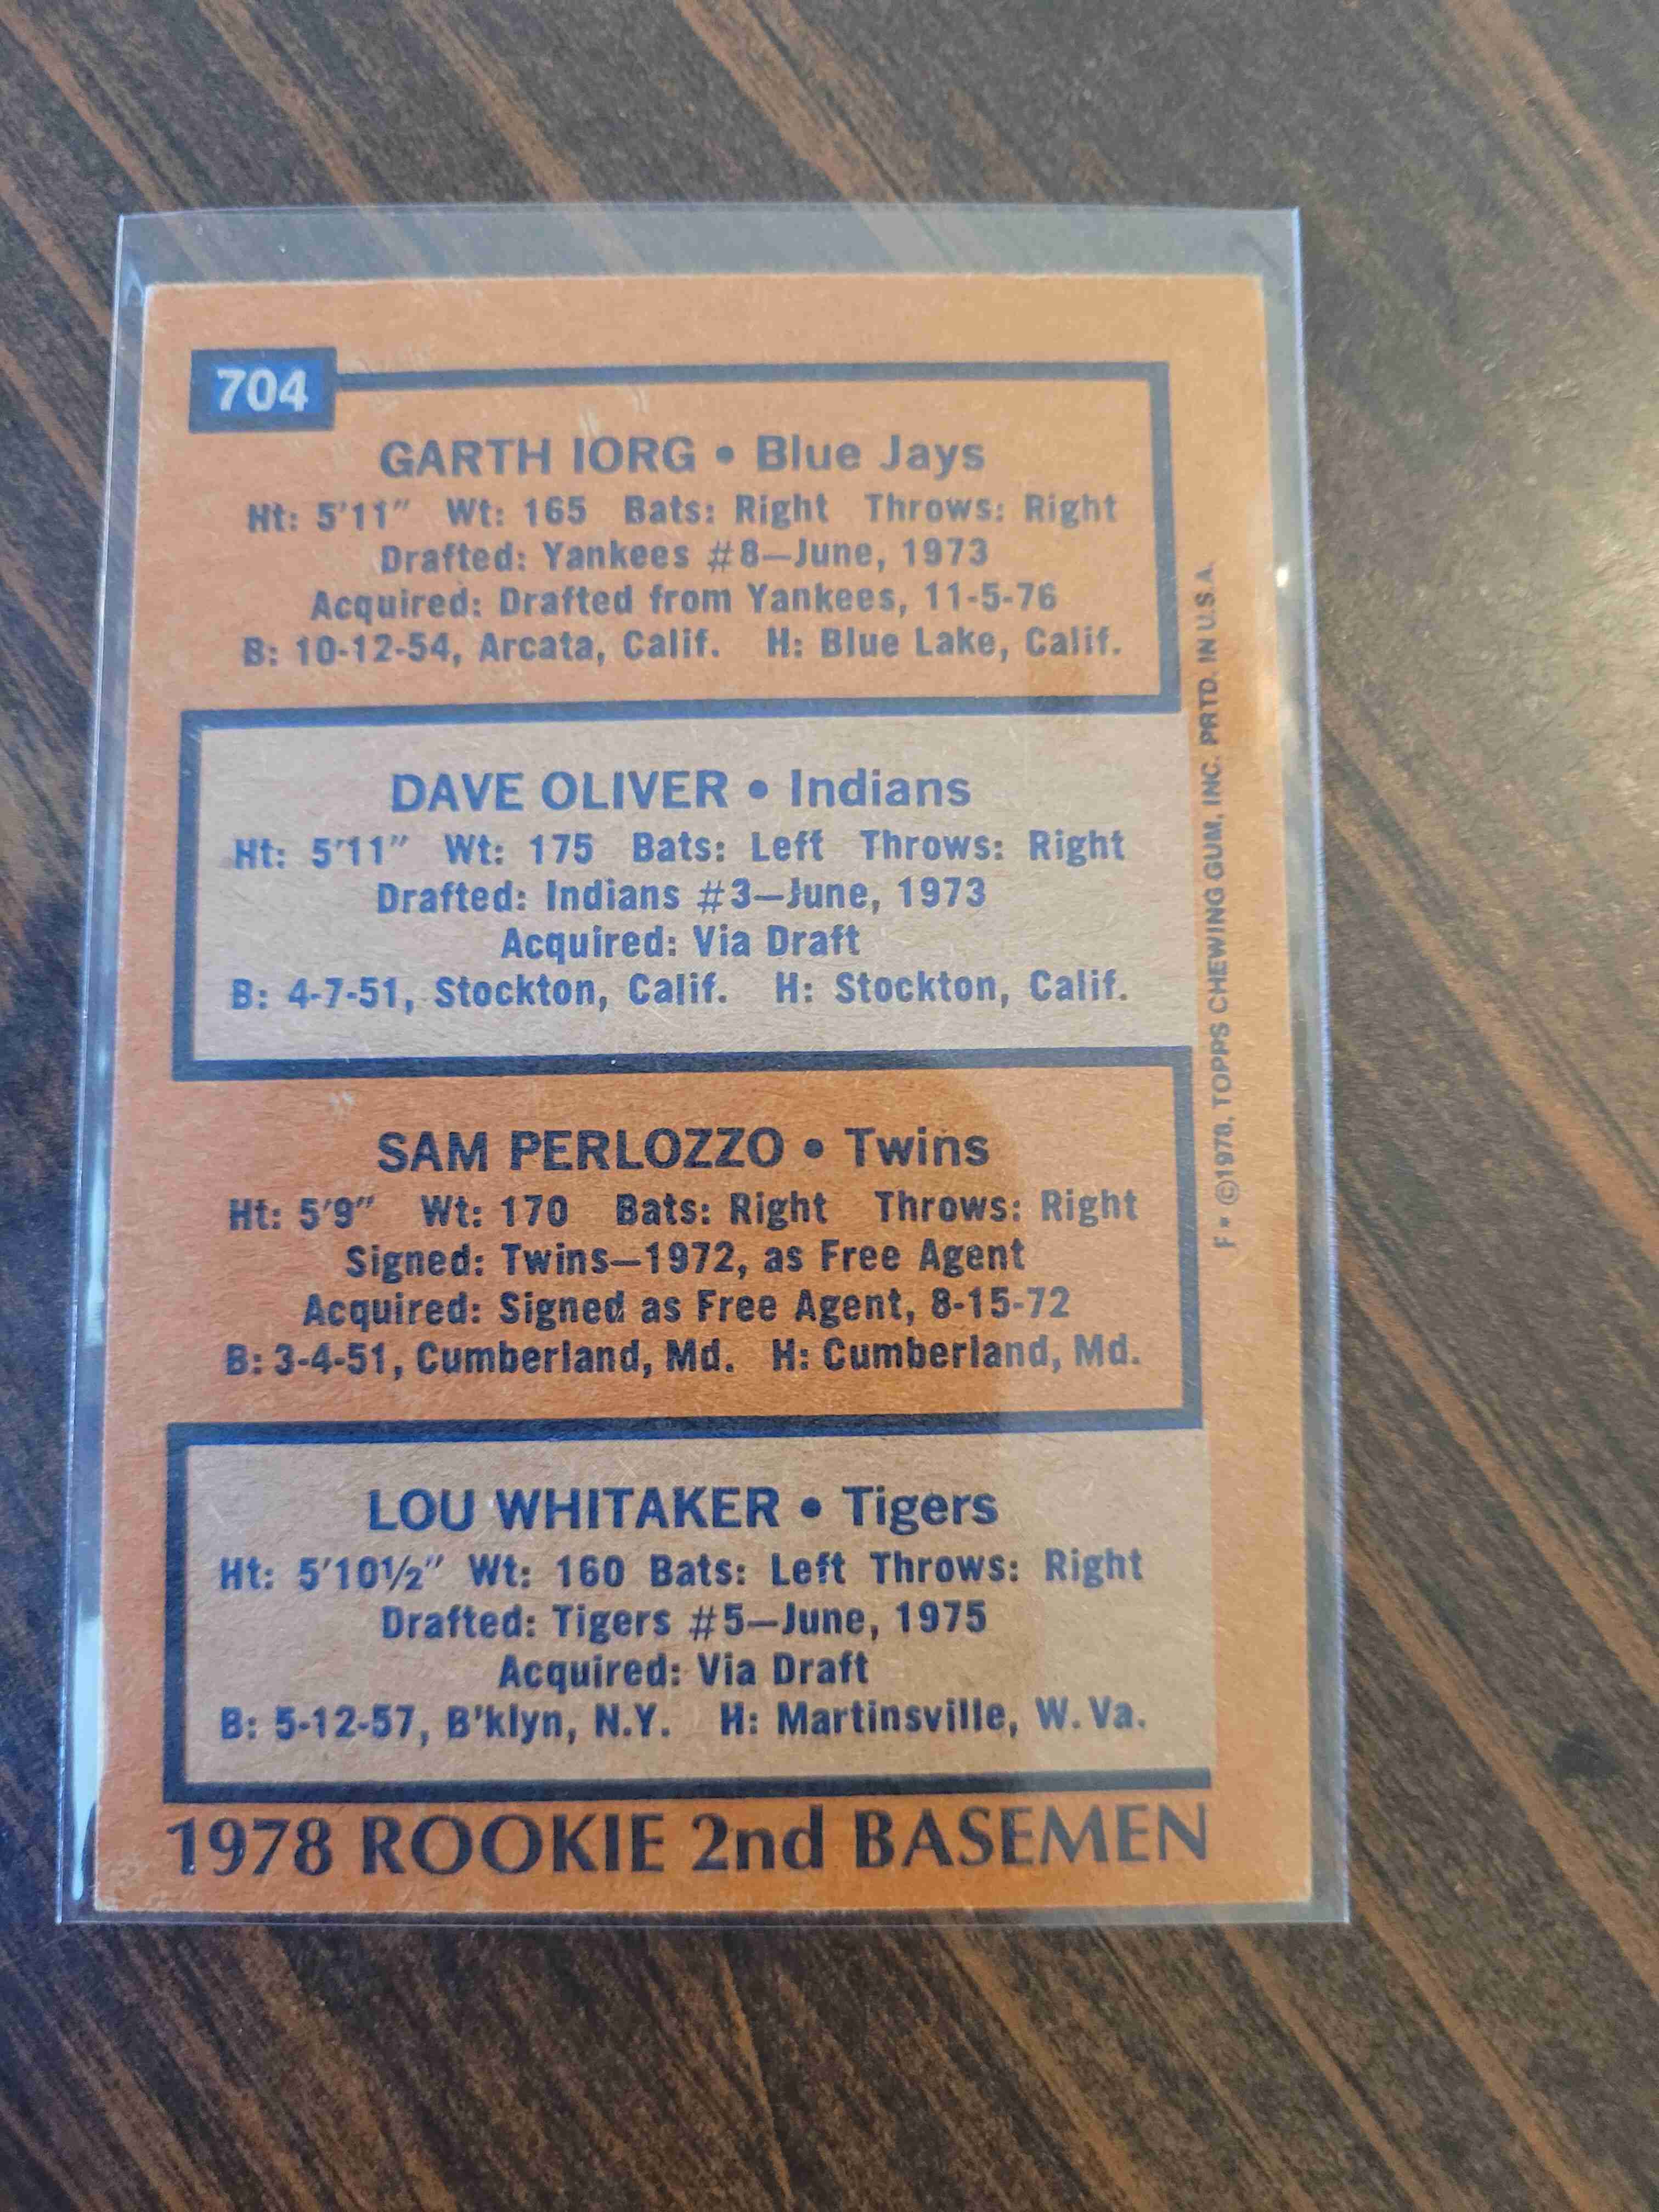 704
GARTH IORG • Blue Jays
Ht: 5'11" Wt: 165 Bats: Right Throws: Right
Drafted: Yankees #8—June, 1973
Acquired: Drafted from Yankees, 11-5-76
B: 10-12-54, Arcata, Calif. H: Blue Lake, Calif.
DAVE OLIVER • Indians
Ht: 5'11" Wt: 175 Bats: Left Throws: Right
Drafted: Indians #3—June, 1973
Acquired: Via Draft
B: 4-7-51, Stockton, Calif. H: Stockton, Calif.
SAM PERLOZZO • Twins
Ht: 5'9" Wt: 170 Bats: Right Throws: Right
Signed: Twins—1972, as Free Agent
Acquired: Signed as Free Agent, 8-15-72
B: 3-4-51, Cumberland, Md. H: Cumberland, Md.
LOU WHITAKER • Tigers
Ht: 5'10½" Wt: 160 Bats: Left Throws: Right
Drafted: Tigers #5—June, 1975
Acquired: Via Draft
B: 5-12-57, B'klyn, N.Y. H: Martinsville, W. Va.
1978 ROOKIE 2nd BASEMEN
F • ©1978, TOPPS CHEWING GUM, INC. PRTD. IN U.S.A.